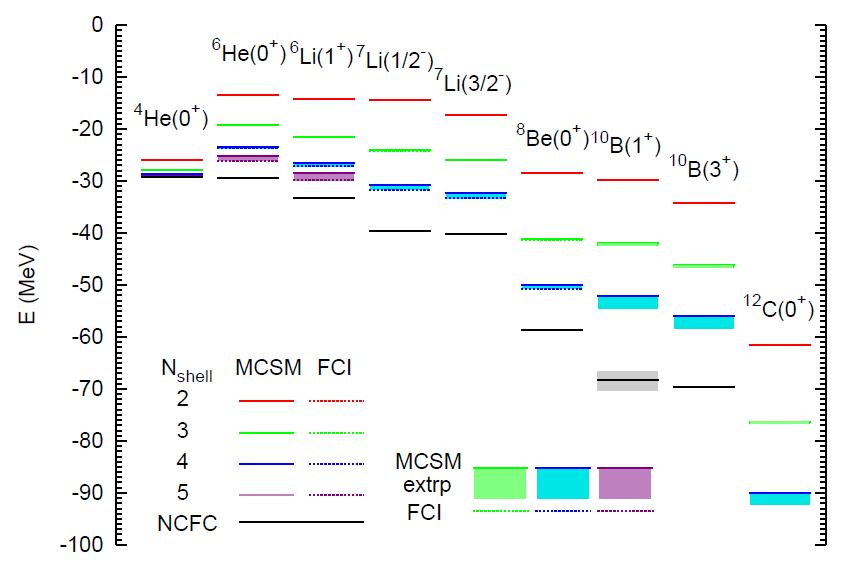 0
-10
-20
-30
-40
-50
-60
-70
-80
-90
-100
E (MeV)
⁴He(0⁺)
⁶He(0⁺)
⁶Li(1⁺)
⁷Li(1/2⁻)
⁷Li(3/2⁻)
⁸Be(0⁺)
¹⁰B(1⁺)
¹⁰B(3⁺)
¹²C(0⁺)
Nshell MCSM FCI
2
3
4
5
NCFC
MCSM
extrp
FCI